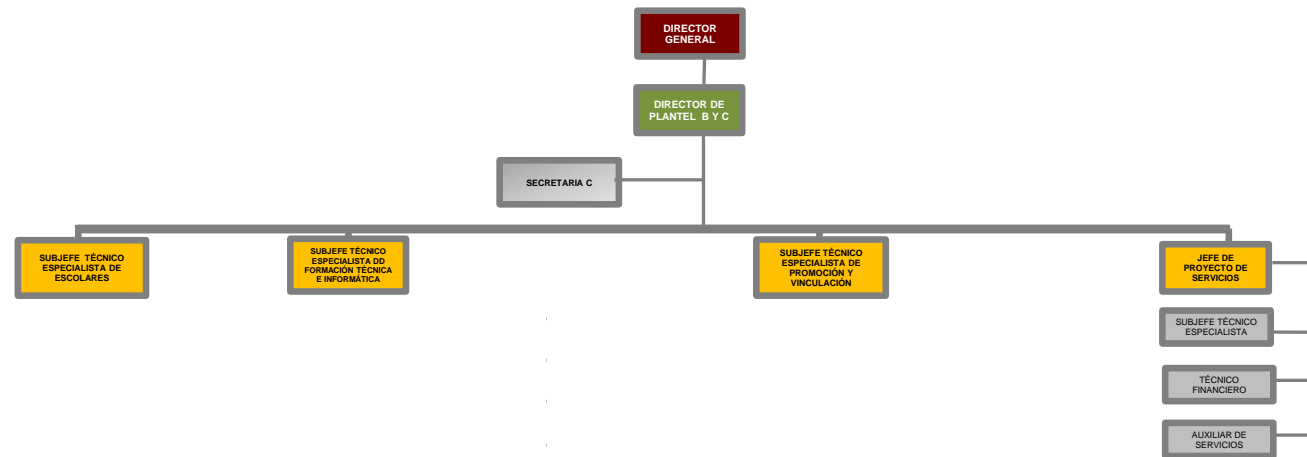 DIRECTOR
GENERAL
DIRECTOR DE
PLANTEL B Y C
SECRETARIA C
SUBJEFE TÉCNICO
ESPECIALISTA DE
ESCOLARES
SUBJEFE TÉCNICO
ESPECIALISTA DD
FORMACIÓN TÉCNICA
E INFORMÁTICA
SUBJEFE TÉCNICO
ESPECIALISTA DE
PROMOCIÓN Y
VINCULACIÓN
JEFE DE
PROYECTO DE
SERVICIOS
SUBJEFE TÉCNICO
ESPECIALISTA
TÉCNICO
FINANCIERO
AUXILIAR DE
SERVICIOS